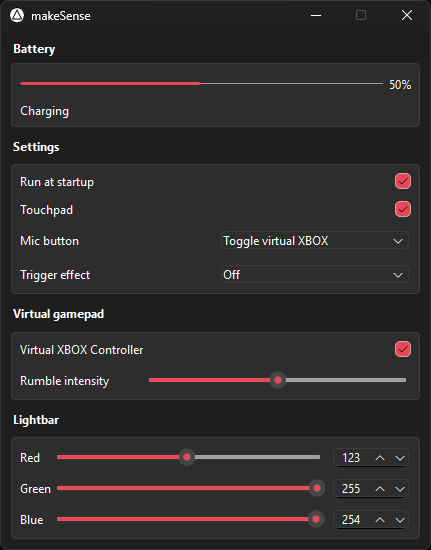 makeSense
Battery
50%
Charging
Settings
Run at startup
Touchpad
Mic button Toggle virtual XBOX
Trigger effect Off
Virtual gamepad
Virtual XBOX Controller
Rumble intensity
Lightbar
Red 123
Green 255
Blue 254